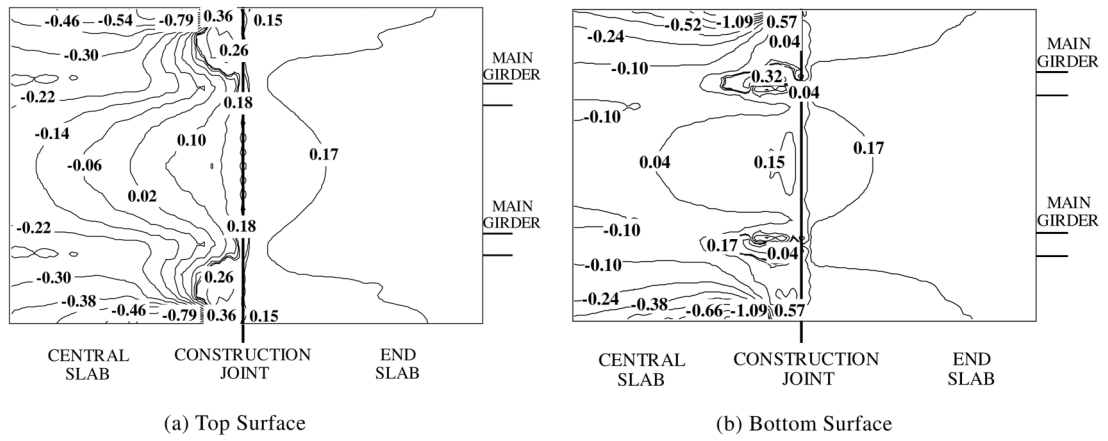 -0.46 -0.54 -0.79 0.36 0.15
-0.30 0.26
-0.22 0.18
-0.14 0.10
-0.06 0.17
0.02
-0.22 0.18
-0.30 0.26
-0.38
-0.46 -0.79 0.36 0.15
MAIN
GIRDER
MAIN
GIRDER
CENTRAL
SLAB
CONSTRUCTION
JOINT
END
SLAB
(a) Top Surface
-0.24 -0.52 -1.09 0.57
0.04
-0.10 0.32
0.04
-0.10
0.04 0.15 0.17
-0.10
0.17 0.04
-0.10
-0.24 -0.38 -0.66 -1.09 0.57
MAIN
GIRDER
MAIN
GIRDER
CENTRAL
SLAB
CONSTRUCTION
JOINT
END
SLAB
(b) Bottom Surface